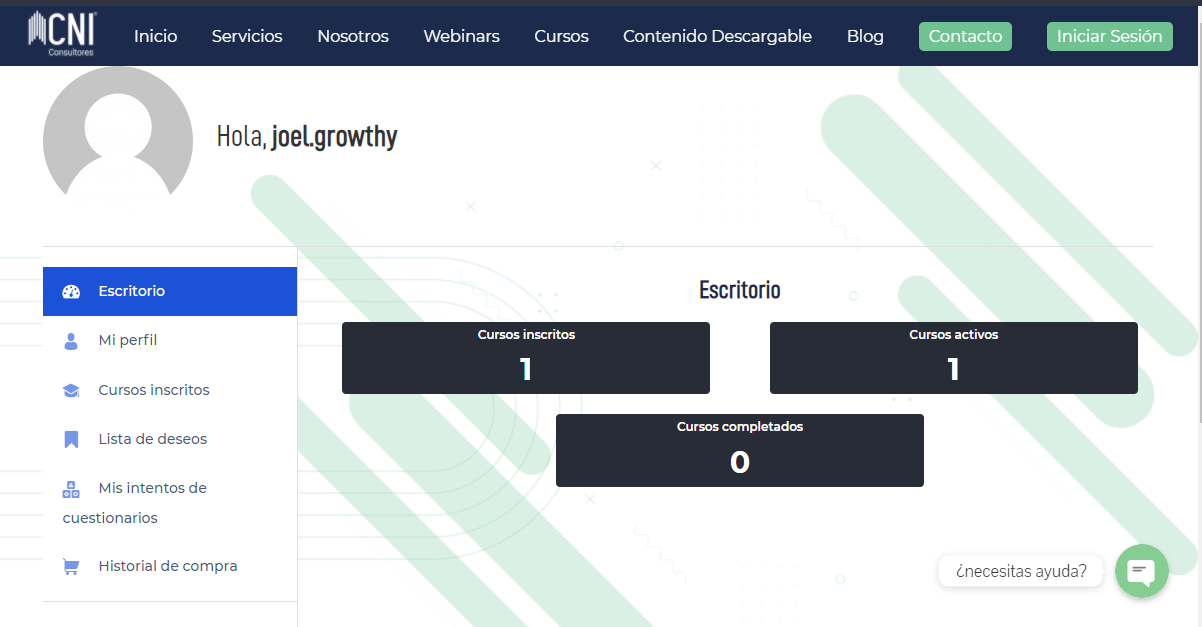 CNI
Consultores
Inicio Servicios Nosotros Webinars Cursos Contenido Descargable Blog Contacto Iniciar Sesión
Hola, joel.growthy
Escritorio
Mi perfil
Cursos inscritos
Lista de deseos
Mis intentos de
cuestionarios
Historial de compra
Escritorio
Cursos inscritos
1
Cursos activos
1
Cursos completados
0
¿necesitas ayuda?